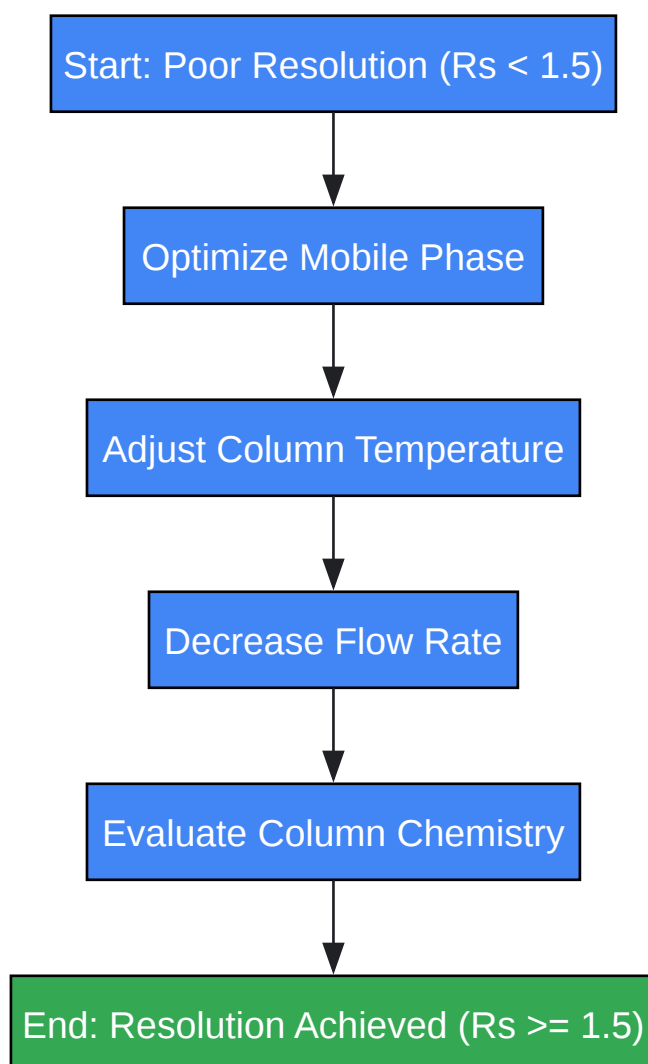 Start: Poor Resolution (Rs < 1.5)
Optimize Mobile Phase
Adjust Column Temperature
Decrease Flow Rate
Evaluate Column Chemistry
End: Resolution Achieved (Rs >= 1.5)